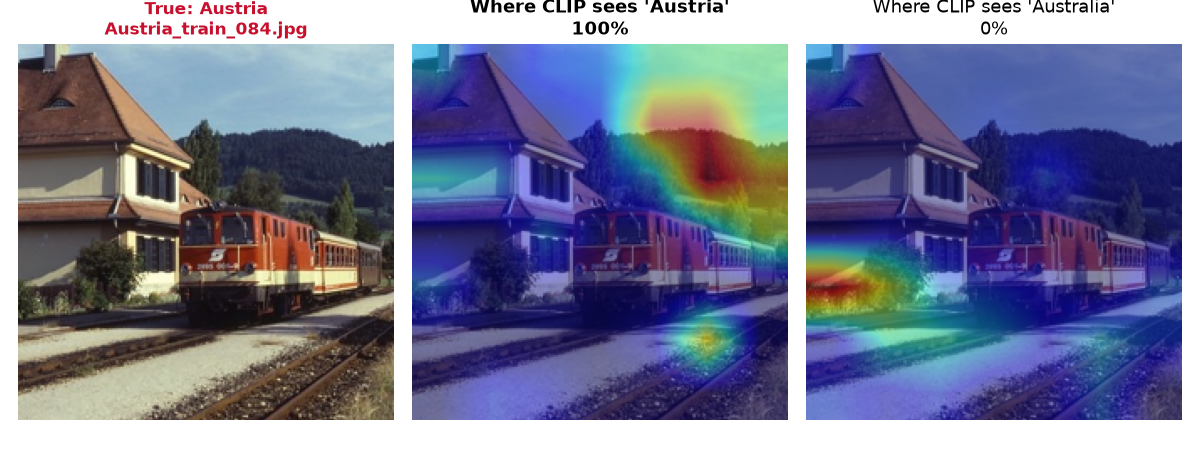 True: Austria
Austria_train_084.jpg
Where CLIP sees 'Austria'
100%
Where CLIP sees 'Australia'
0%